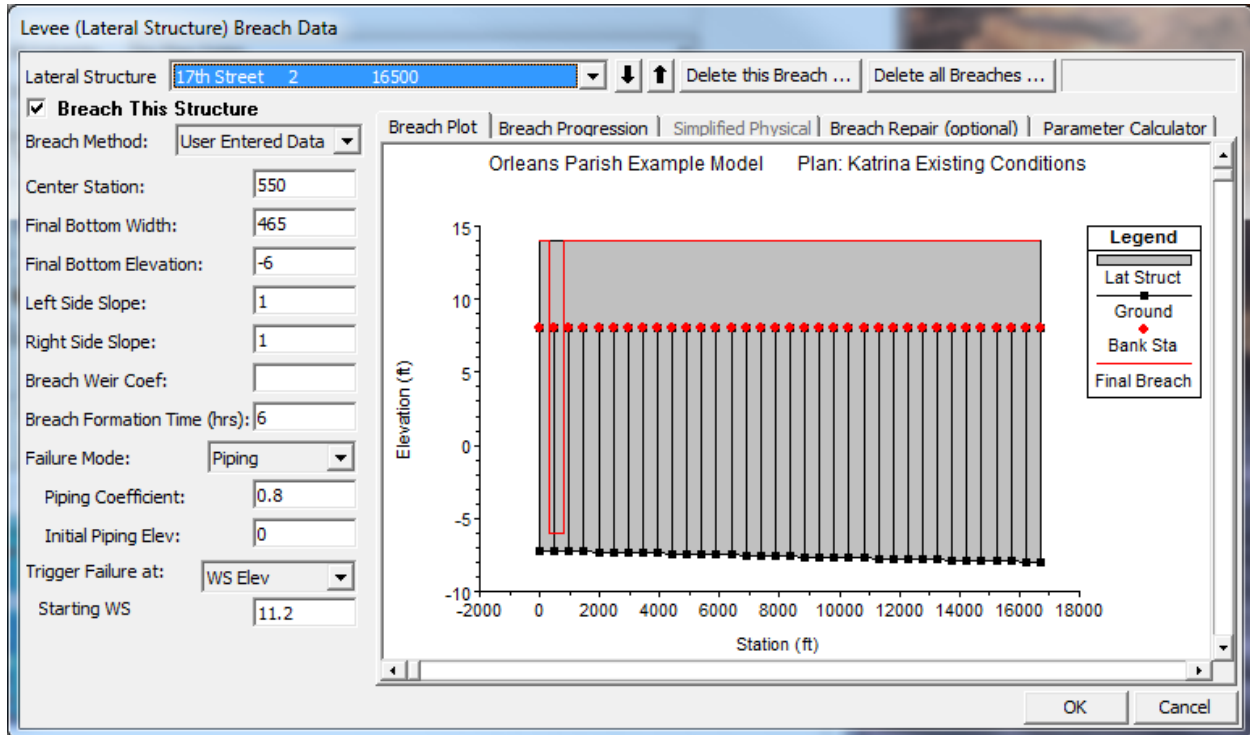 Levee (Lateral Structure) Breach Data
Lateral Structure 17th Street 2 16500 Delete this Breach ... Delete all Breaches ...
Breach This Structure
Breach Method: User Entered Data
Breach Plot Breach Progression Simplified Physical Breach Repair (optional) Parameter Calculator
Center Station: 550
Final Bottom Width: 465
Final Bottom Elevation: -6
Left Side Slope: 1
Right Side Slope: 1
Breach Weir Coef:
Breach Formation Time (hrs): 6
Failure Mode: Piping
Piping Coefficient: 0.8
Initial Piping Elev: 0
Trigger Failure at: WS Elev
Starting WS 11.2
Orleans Parish Example Model Plan: Katrina Existing Conditions
15
10
5
0
-5
-10
Elevation (ft)
-2000 0 2000 4000 6000 8000 10000 12000 14000 16000 18000
Station (ft)
Legend
Lat Struct
Ground
Bank Sta
Final Breach
OK Cancel